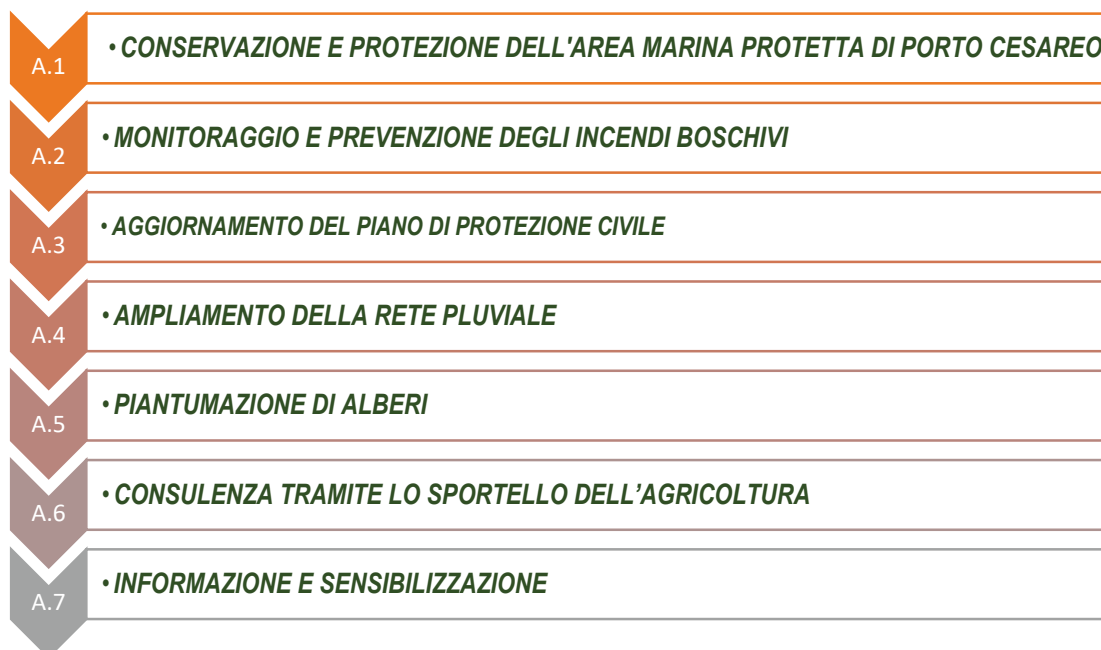 A.1
• CONSERVAZIONE E PROTEZIONE DELL'AREA MARINA PROTETTA DI PORTO CESAREO
A.2
• MONITORAGGIO E PREVENZIONE DEGLI INCENDI BOSCHIVI
A.3
• AGGIORNAMENTO DEL PIANO DI PROTEZIONE CIVILE
A.4
• AMPLIAMENTO DELLA RETE PLUVIALE
A.5
• PIANTUMAZIONE DI ALBERI
A.6
• CONSULENZA TRAMITE LO SPORTELLO DELL’AGRICOLTURA
A.7
• INFORMAZIONE E SENSIBILIZZAZIONE